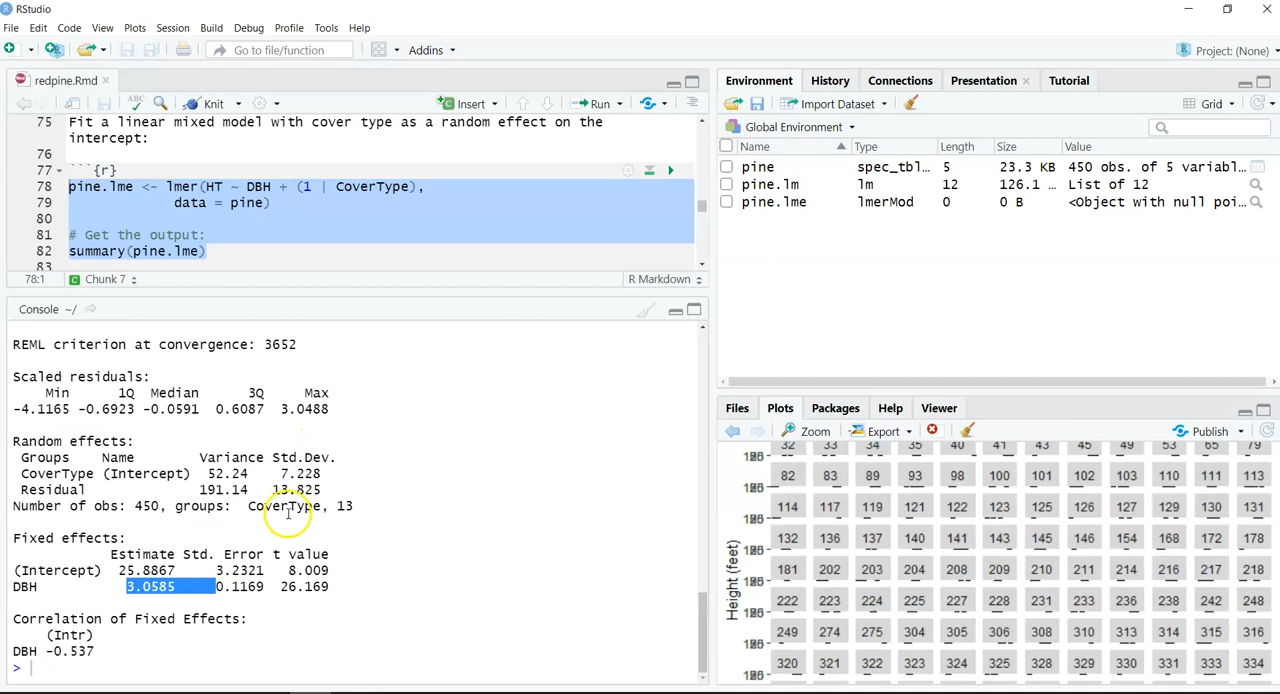 RStudio
File Edit Code View Plots Session Build Debug Profile Tools Help
Go to file/function Addins Project: (None)
redpine.Rmd
ABC Knit Insert Run
75 Fit a linear mixed model with cover type as a random effect on the
intercept:
76
77 ```{r}
78 pine.lme <- lmer(HT ~ DBH + (1 | CoverType),
79 data = pine)
80
81 # Get the output:
82 summary(pine.lme)
83
78:1 Chunk 7 R Markdown
Console ~/
REML criterion at convergence: 3652
Scaled residuals:
Min 1Q Median 3Q Max
-4.1165 -0.6923 -0.0591 0.6087 3.0488
Random effects:
Groups Name Variance Std.Dev.
CoverType (Intercept) 52.24 7.228
Residual 191.14 13.825
Number of obs: 450, groups: CoverType, 13
Fixed effects:
Estimate Std. Error t value
(Intercept) 25.8867 3.2321 8.009
DBH 3.0585 0.1169 26.169
Correlation of Fixed Effects:
(Intr)
DBH -0.537
>
Environment History Connections Presentation Tutorial
Import Dataset Grid
Global Environment
Name Type Length Size Value
pine spec_tbl… 5 23.3 KB 450 obs. of 5 variabl…
pine.lm lm 12 126.1 … List of 12
pine.lme lmerMod 0 0 B <Object with null poi…
Files Plots Packages Help Viewer
Zoom Export Publish
Height (feet)
32 33 34 35 40 41 43 45 49 53 65 79
82 83 89 93 98 100 101 102 103 110 111 113
114 117 119 121 122 123 125 126 127 129 130 131
132 136 137 140 141 143 145 146 154 168 172 178
181 202 203 204 208 209 210 211 214 216 217 218
222 223 224 225 227 228 231 233 236 238 242 248
249 274 275 304 305 306 308 310 313 314 315 316
320 321 322 323 324 325 328 329 330 331 333 334